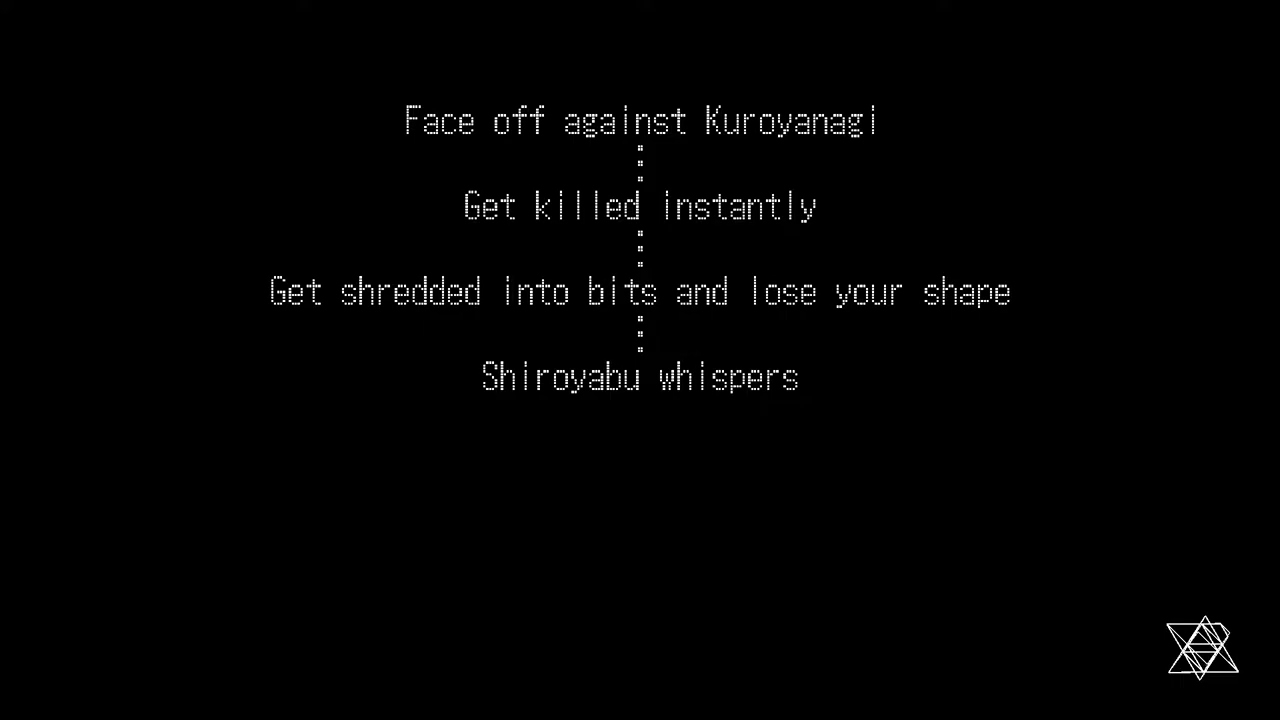 Face off against Kuroyanagi
Get killed instantly
Get shredded into bits and lose your shape
Shiroyabu whispers